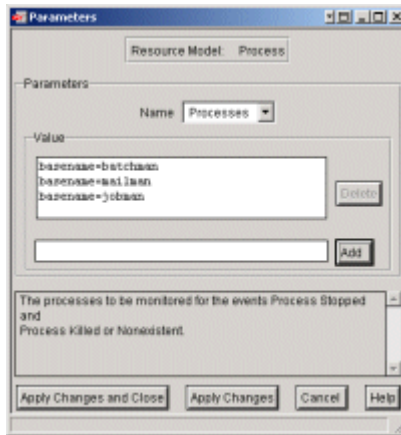 Parameters
Resource Model: Process
Parameters
Name Processes
Value
basename=batchman
basename=mailman
basename=jobman
Delete
Add
The processes to be monitored for the events Process Stopped
and
Process Killed or Nonexistent.
Apply Changes and Close Apply Changes Cancel Help